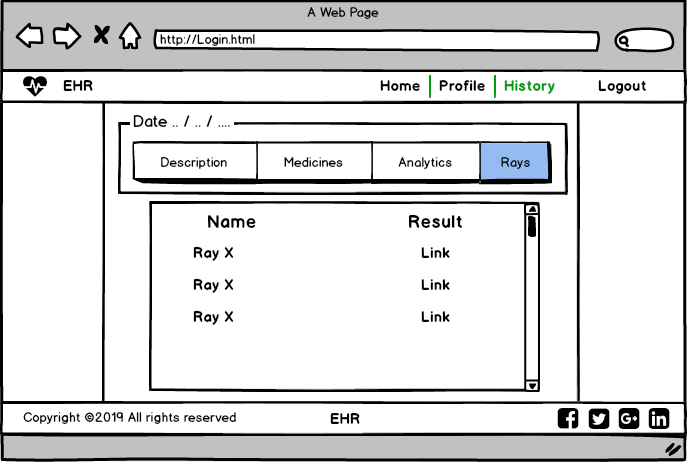 A Web Page
http://Login.html
EHR Home Profile History Logout
Date .. / .. / ....
Description Medicines Analytics Rays
Name Result
Ray X Link
Ray X Link
Ray X Link
Copyright ©2019 All rights reserved EHR